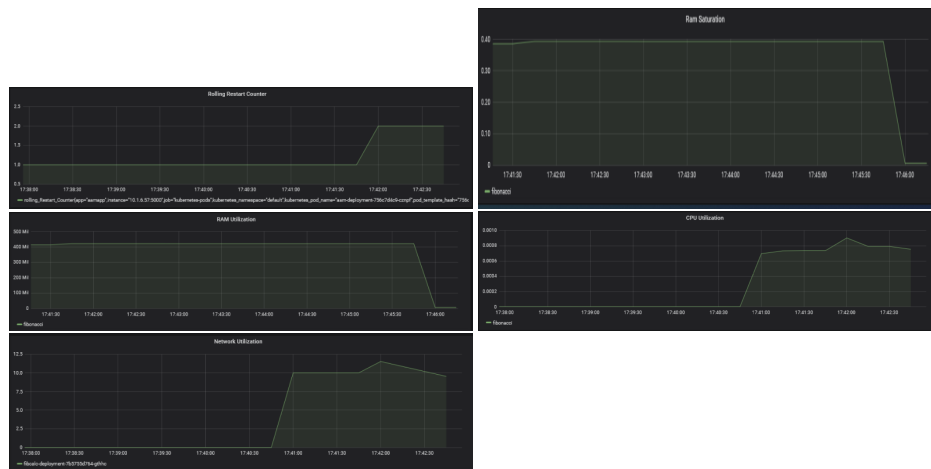 Ram Saturation
0.40
0.30
0.20
0.10
0
17:41:30 17:42:00 17:42:30 17:43:00 17:43:30 17:44:00 17:44:30 17:45:00 17:45:30 17:46:00
fibonacci
Rolling Restart Counter
2.5
2.0
1.5
1.0
0.5
17:38:00 17:38:30 17:39:00 17:39:30 17:40:00 17:40:30 17:41:00 17:41:30 17:42:00 17:42:30
RAM Utilization
500 Mil
400 Mil
300 Mil
200 Mil
100 Mil
0
17:41:30 17:42:00 17:42:30 17:43:00 17:43:30 17:44:00 17:44:30 17:45:00 17:45:30 17:46:00
fibonacci
CPU Utilization
0.0010
0.0008
0.0006
0.0004
0.0002
0
17:38:00 17:38:30 17:39:00 17:39:30 17:40:00 17:40:30 17:41:00 17:41:30 17:42:00 17:42:30
fibonacci
Network Utilization
12.5
10.0
7.5
5.0
2.5
0
17:38:00 17:38:30 17:39:00 17:39:30 17:40:00 17:40:30 17:41:00 17:41:30 17:42:00 17:42:30